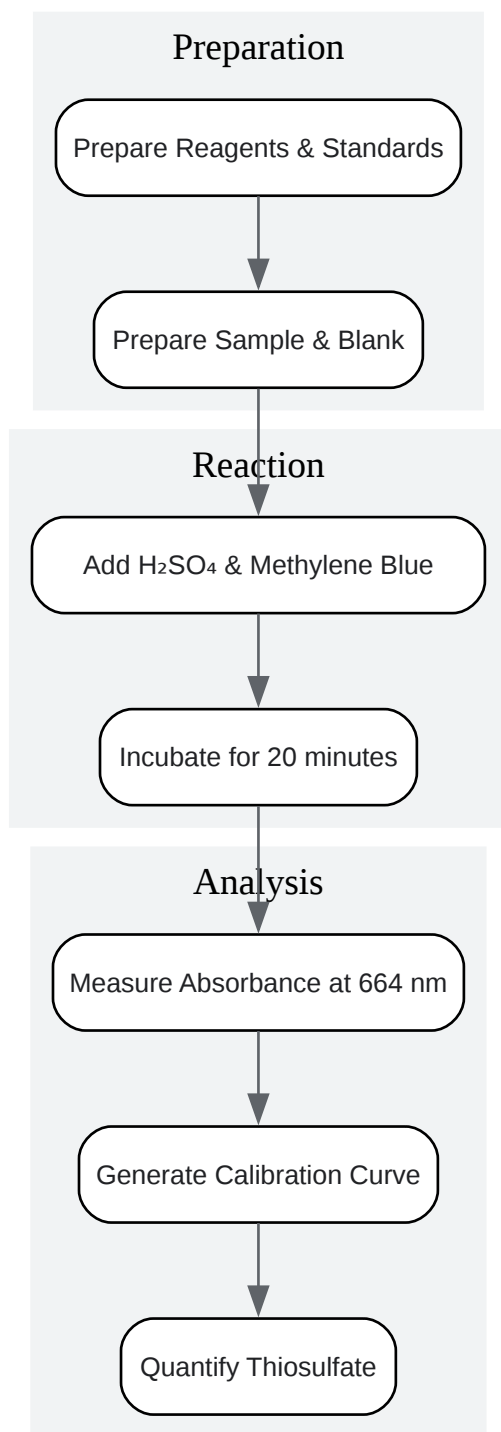 Preparation
Prepare Reagents & Standards
Prepare Sample & Blank
Reaction
Add H₂SO₄ & Methylene Blue
Incubate for 20 minutes
Analysis
Measure Absorbance at 664 nm
Generate Calibration Curve
Quantify Thiosulfate